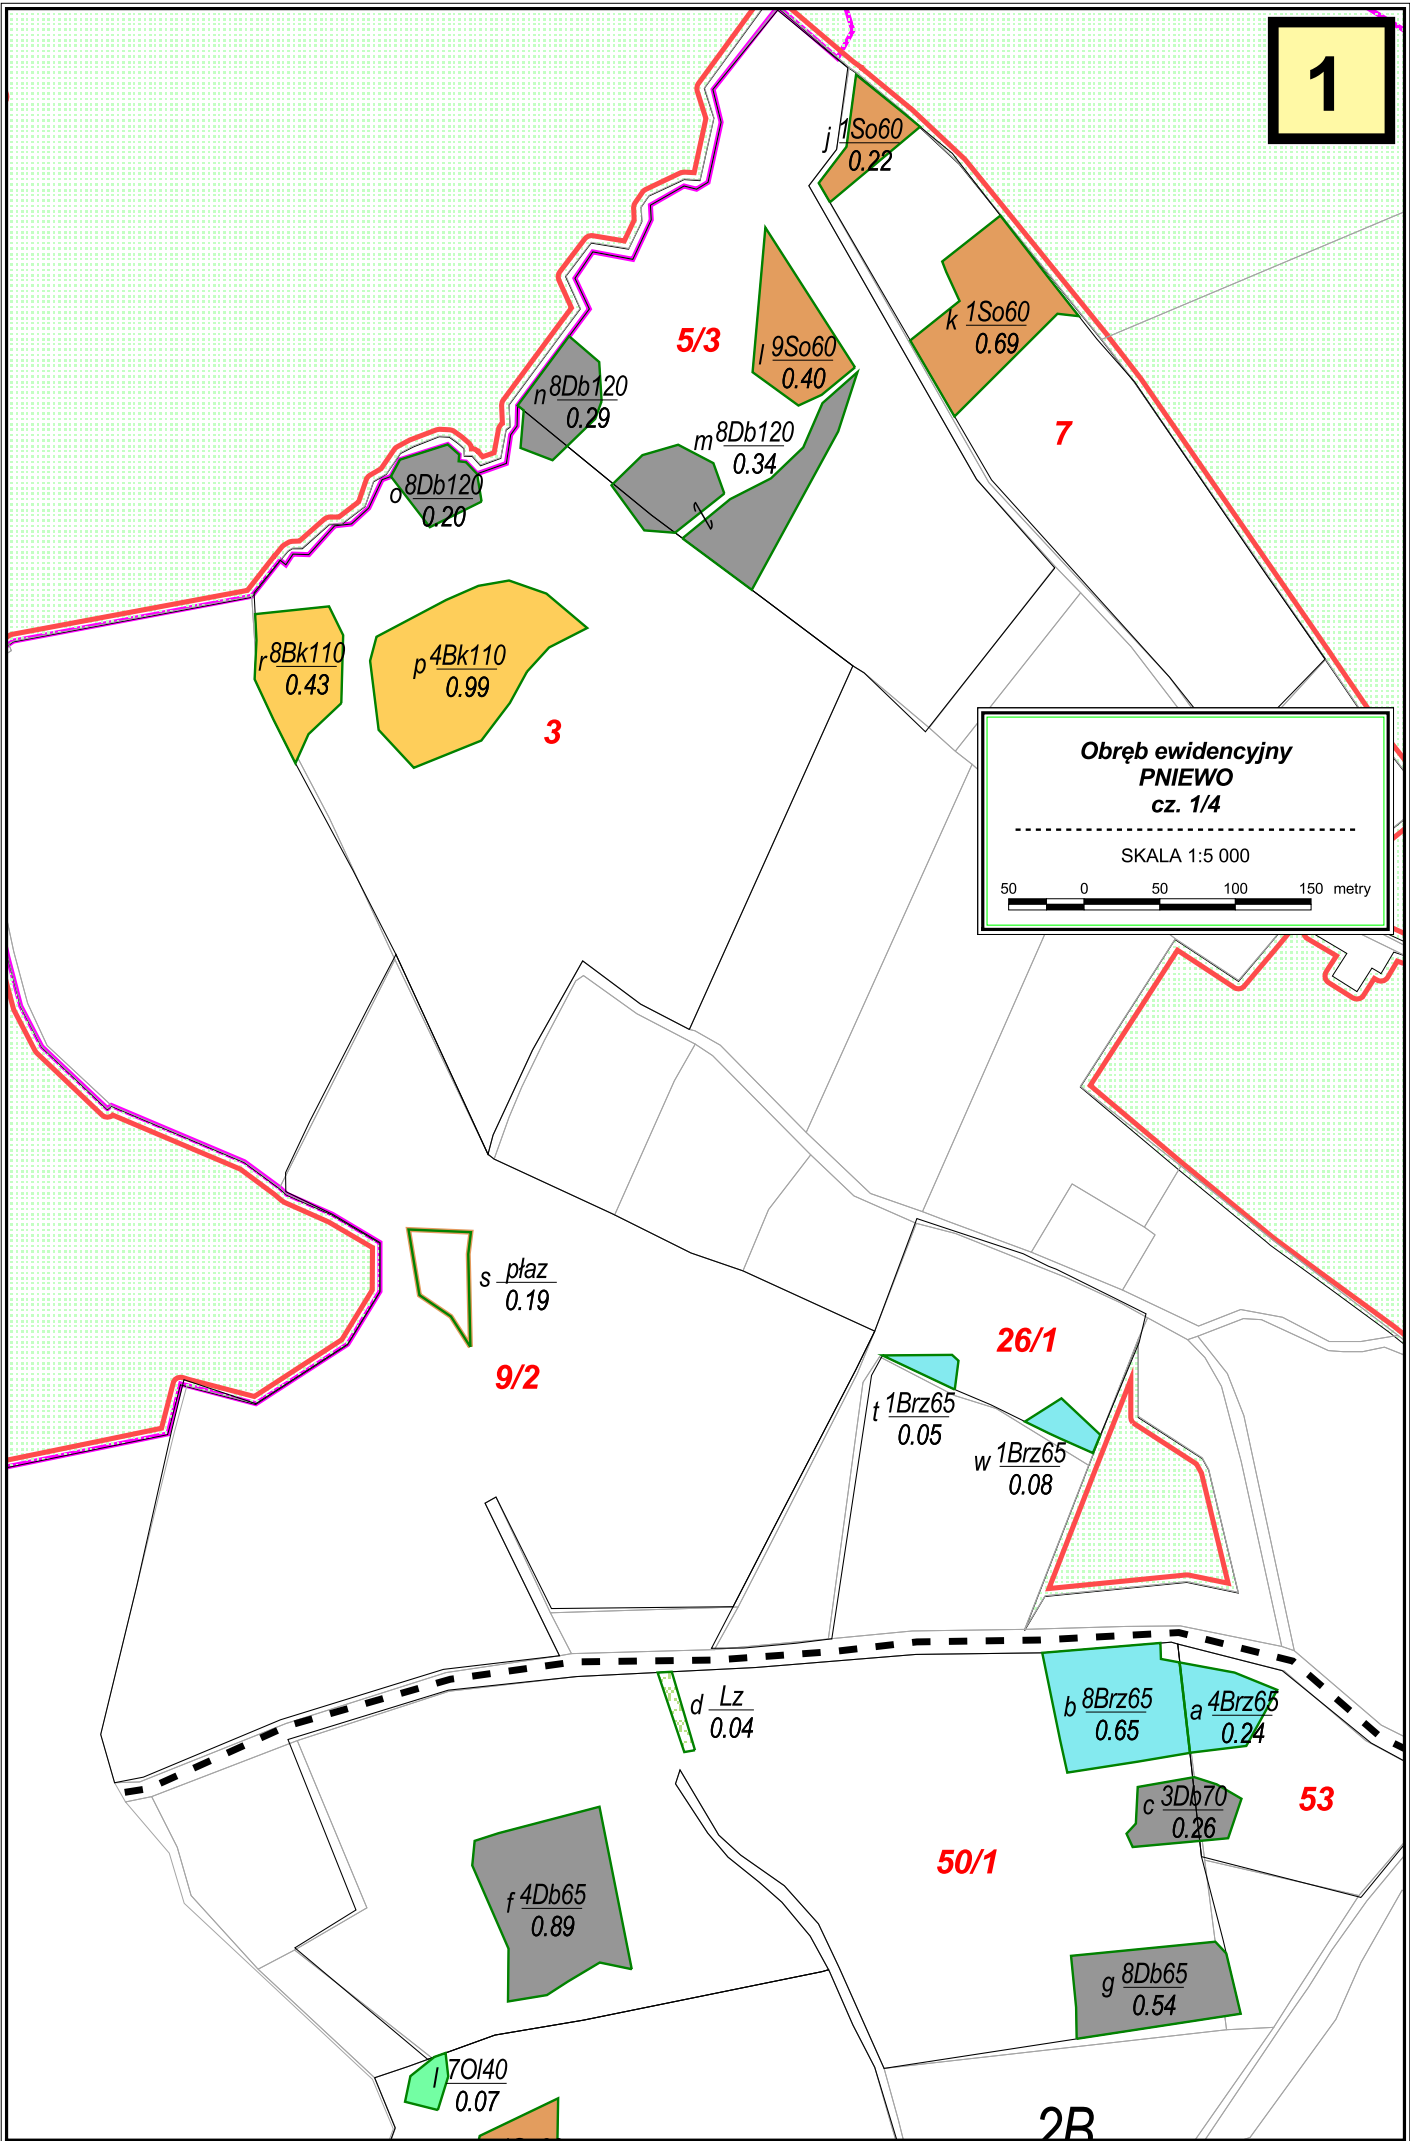 1
j 1So60
0.22
k 1So60
0.69
5/3
l 9So60
0.40
7
n 8Db120
0.29
m 8Db120
0.34
o 8Db120
0.20
r 8Bk110
0.43
p 4Bk110
0.99
3
Obręb ewidencyjny
PNIEWO
cz. 1/4
SKALA 1:5 000
50 0 50 100 150 metry
s płaz
0.19
9/2
26/1
t 1Brz65
0.05
w 1Brz65
0.08
d Lz
0.04
b 8Brz65
0.65
a 4Brz65
0.24
c 3Db70
0.26
53
50/1
f 4Db65
0.89
g 8Db65
0.54
l 7Ol40
0.07
2B